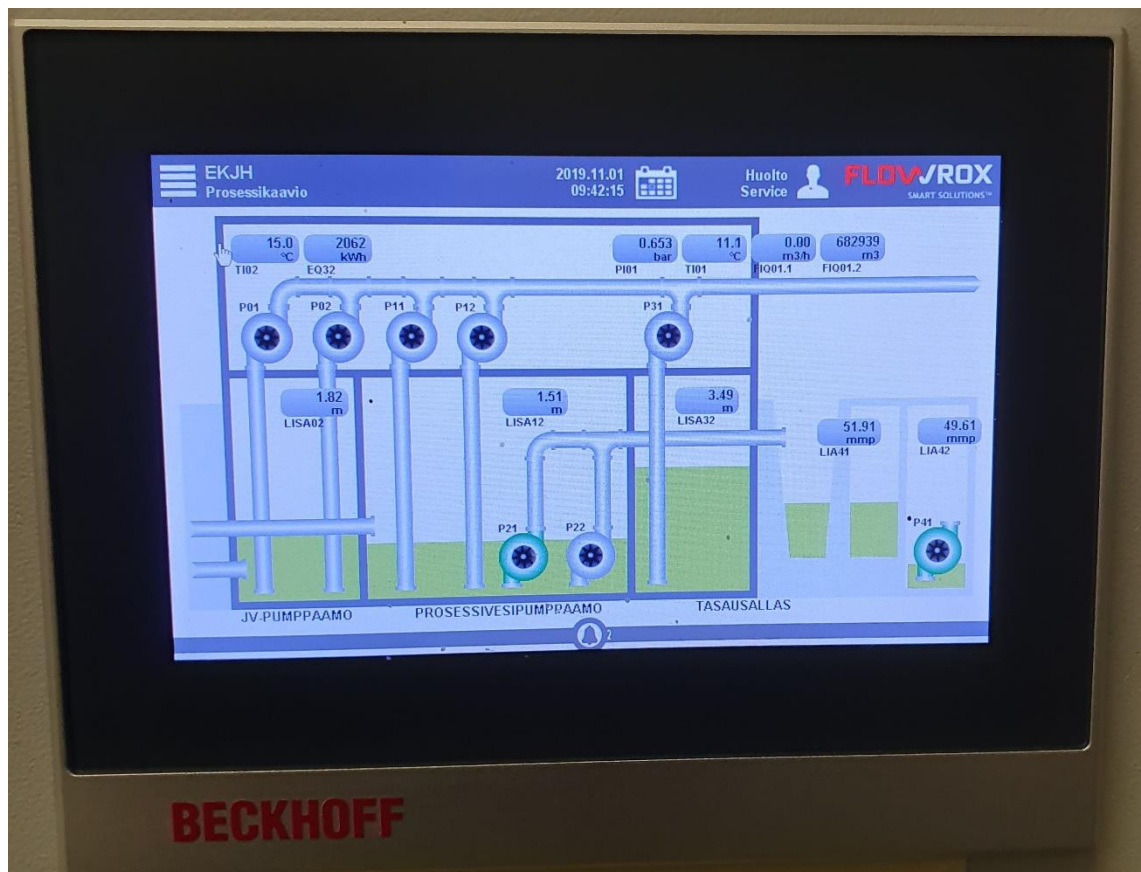 EKJH
Prosessikaavio
2019.11.01
09:42:15
Huolto
Service
FLOWROX
SMART SOLUTIONS™
15.0
°C
TI02
2062
kWh
EQ32
0.653
bar
PI01
11.1
°C
TI01
0.00
m3/h
FIQ01.1
682939
m3
FIQ01.2
P01
P02
P11
P12
P31
1.82
m
LISA02
1.51
m
LISA12
3.49
m
LISA32
51.91
mmp
LIA41
49.61
mmp
LIA42
P21
P22
P41
JV-PUMPPAAMO
PROSESSIVESIPUMPPAAMO
TASAUSALLAS
2
BECKHOFF